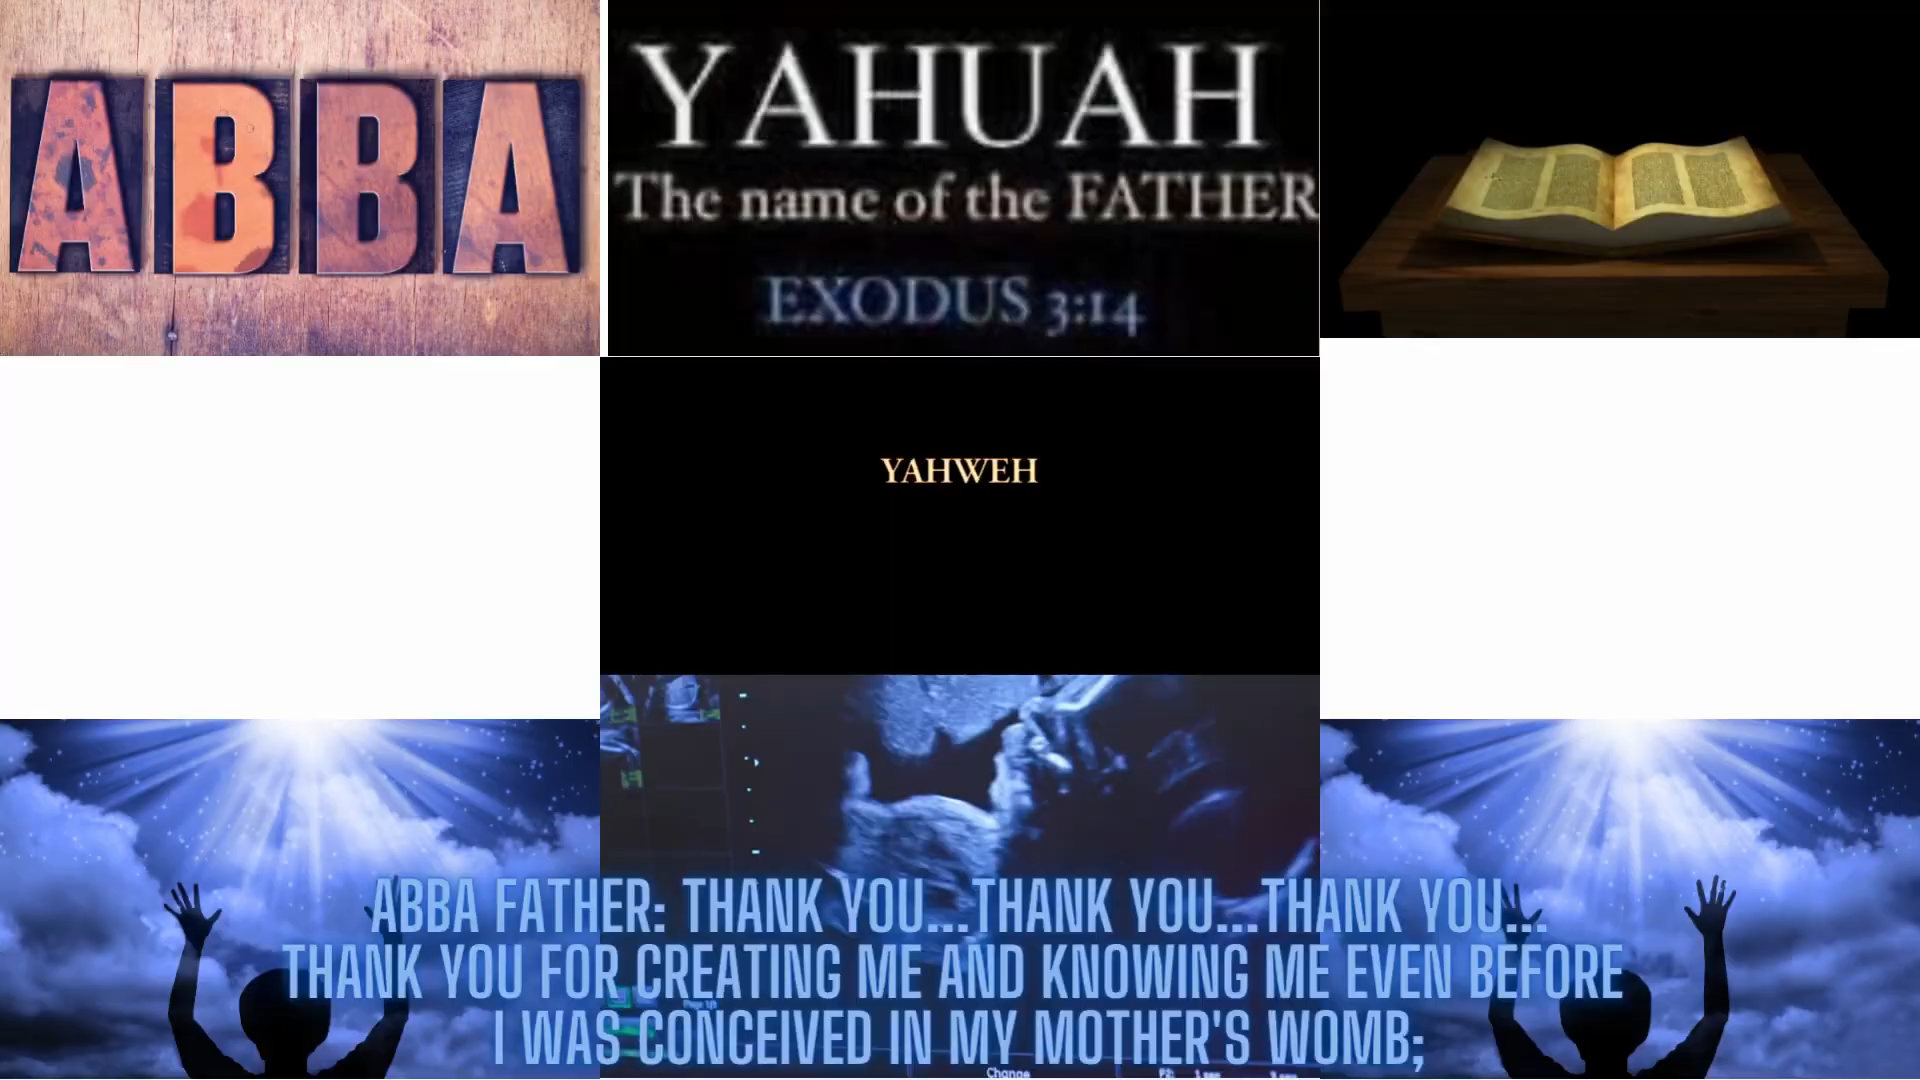 ABBA
YAHUAH
The name of the FATHER
EXODUS 3:14
YAHWEH
ABBA FATHER: THANK YOU... THANK YOU...THANK YOU...
THANK YOU FOR CREATING ME AND KNOWING ME EVEN BEFORE
I WAS CONCEIVED IN MY MOTHER'S WOMB;
Change